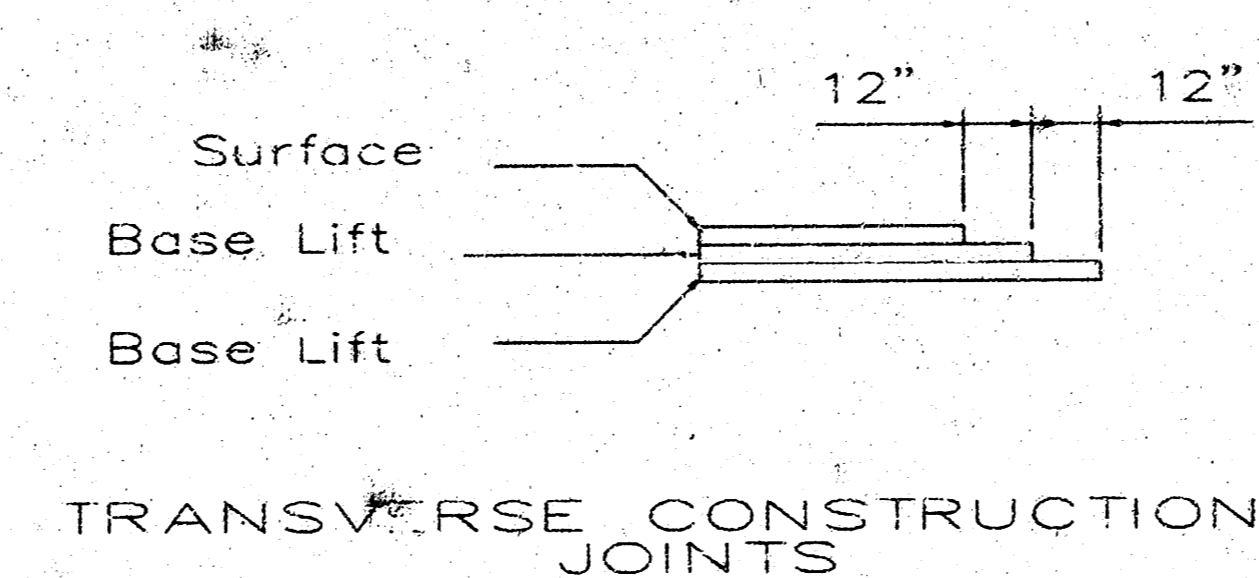 12" 12"
Surface
Base Lift
Base Lift
TRANSVERSE CONSTRUCTION
JOINTS